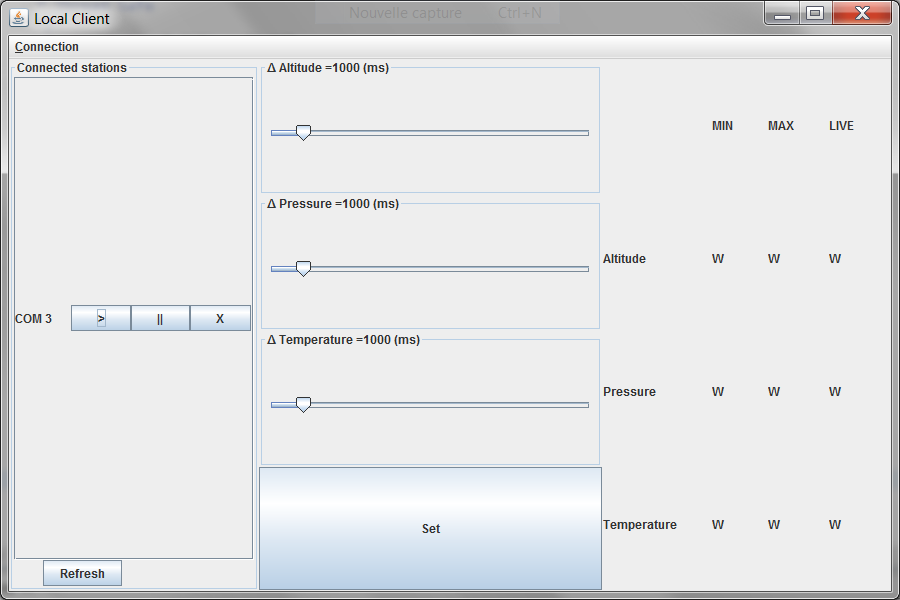 Nouvelle capture Ctrl+N
Local Client
Connection
Connected stations
COM 3 > || X
Refresh
Δ Altitude =1000 (ms)
Δ Pressure =1000 (ms)
Δ Temperature =1000 (ms)
Set
MIN MAX LIVE
Altitude W W W
Pressure W W W
Temperature W W W